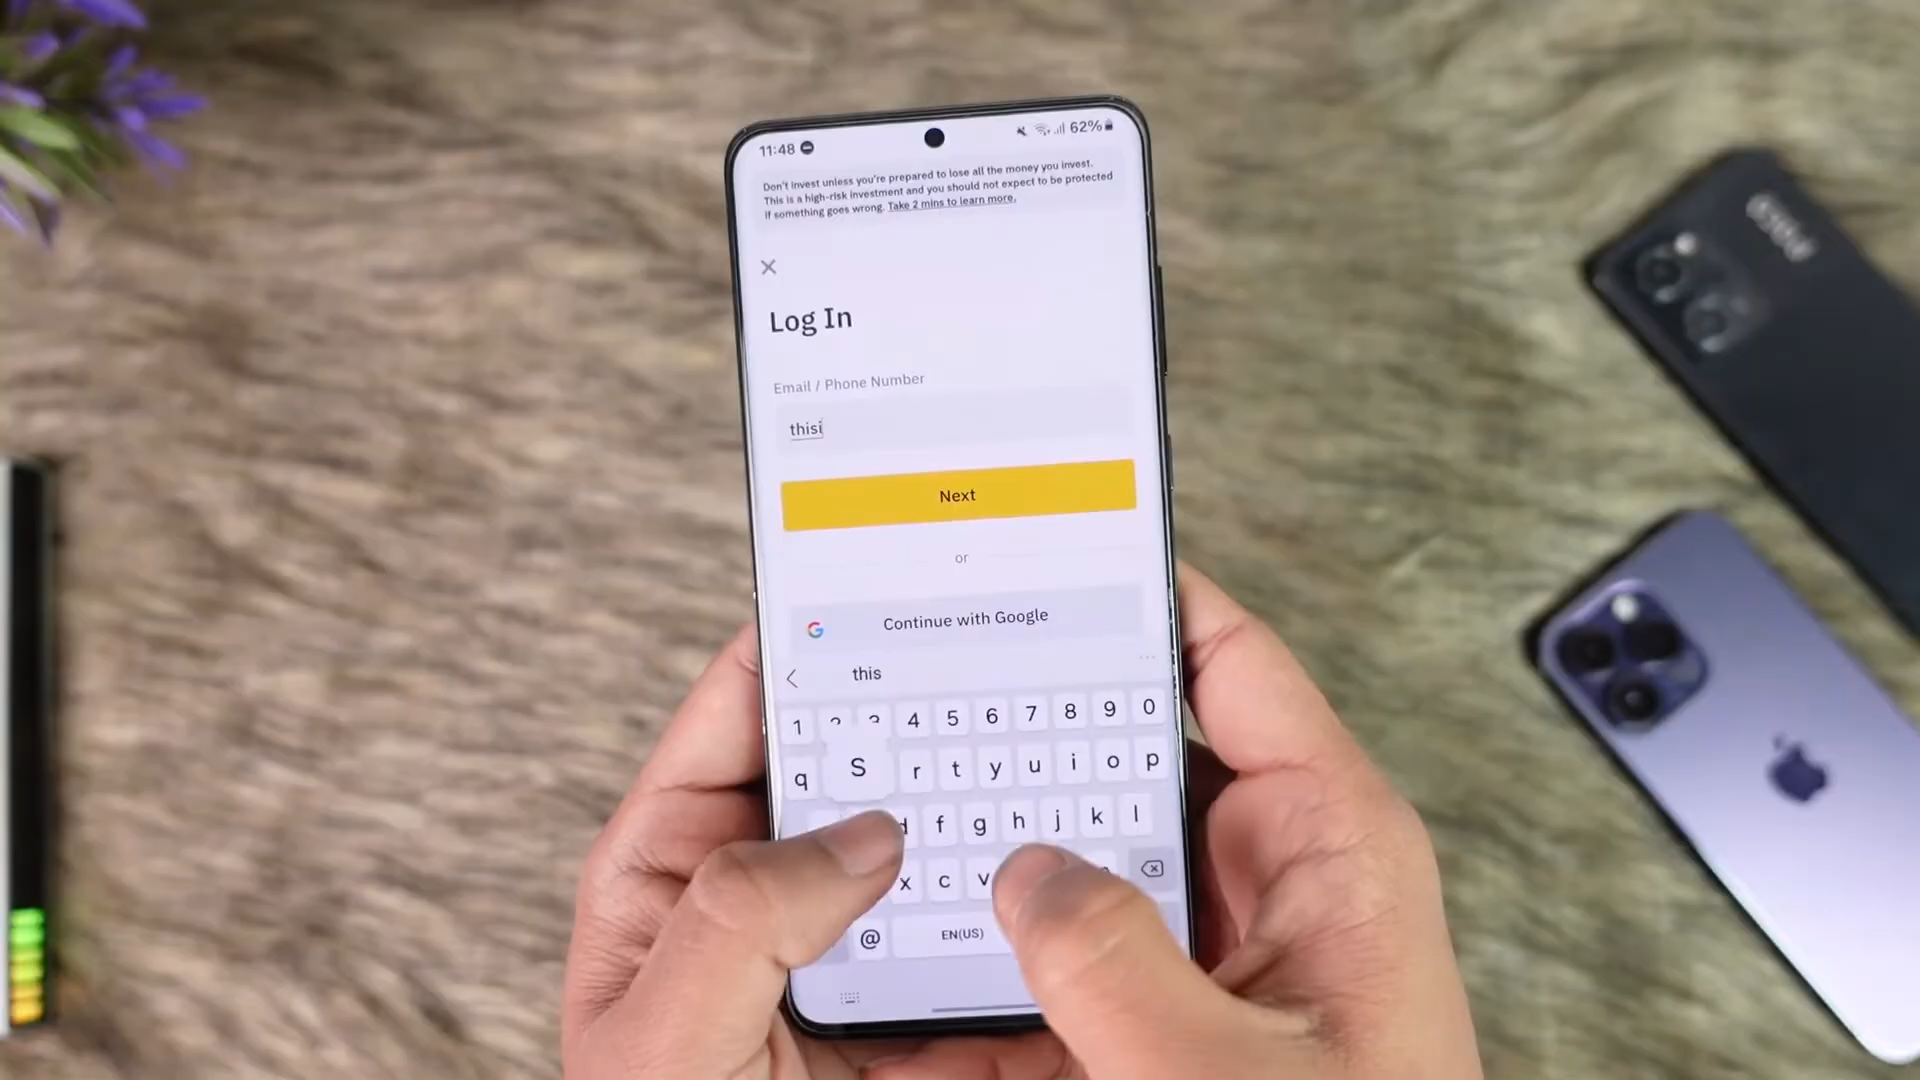 11:48
62%
Don't invest unless you're prepared to lose all the money you invest.
This is a high-risk investment and you should not expect to be protected
if something goes wrong. Take 2 mins to learn more.
Log In
Email / Phone Number
thisi
Next
or
Continue with Google
this
1 2 3 4 5 6 7 8 9 0
q S r t y u i o p
d f g h j k l
x c v
@ EN(US)
POCO